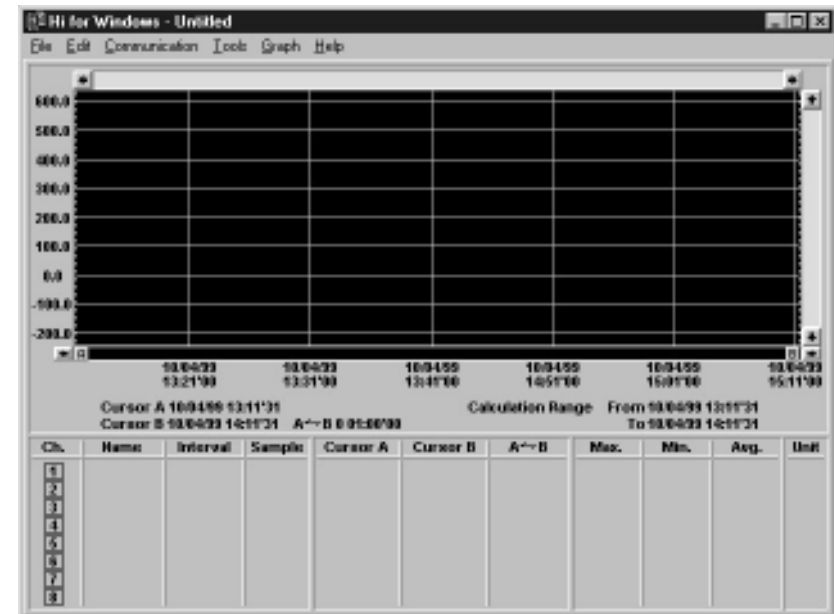 Hi for Windows - Untitled
File Edit Communication Tools Graph Help
600.0
500.0
400.0
300.0
200.0
100.0
0.0
-100.0
-200.0
10/04/99 10/04/99 10/04/99 10/04/99 10/04/99 10/04/99
13:21'00 13:31'00 13:41'00 14:51'00 15:01'00 15:11'00
Cursor A 10/04/99 13:11'31 Calculation Range From 10/04/99 13:11'31
Cursor B 10/04/99 14:11'31 A↔B 0 01:00'00 To 10/04/99 14:11'31
Ch. Name Interval Sample Cursor A Cursor B A↔B Max. Min. Avg. Unit
1
2
3
4
5
6
7
8